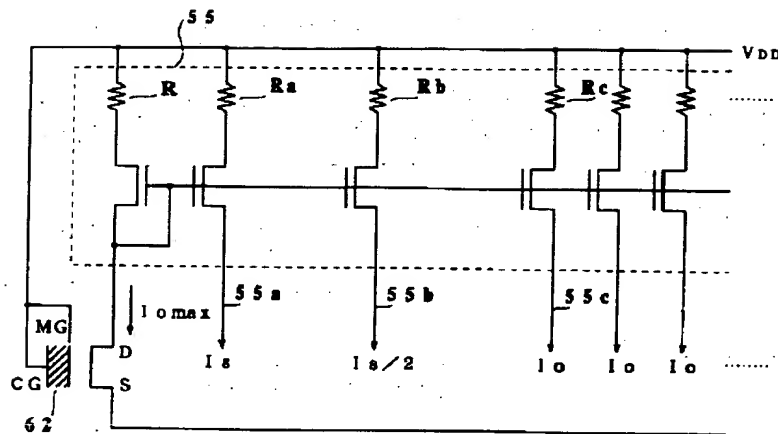 55
VDD
R Ra Rb Rc
55a 55b 55c
Iomax
MG
D
CG S
Is Is/2 Io Io Io
62